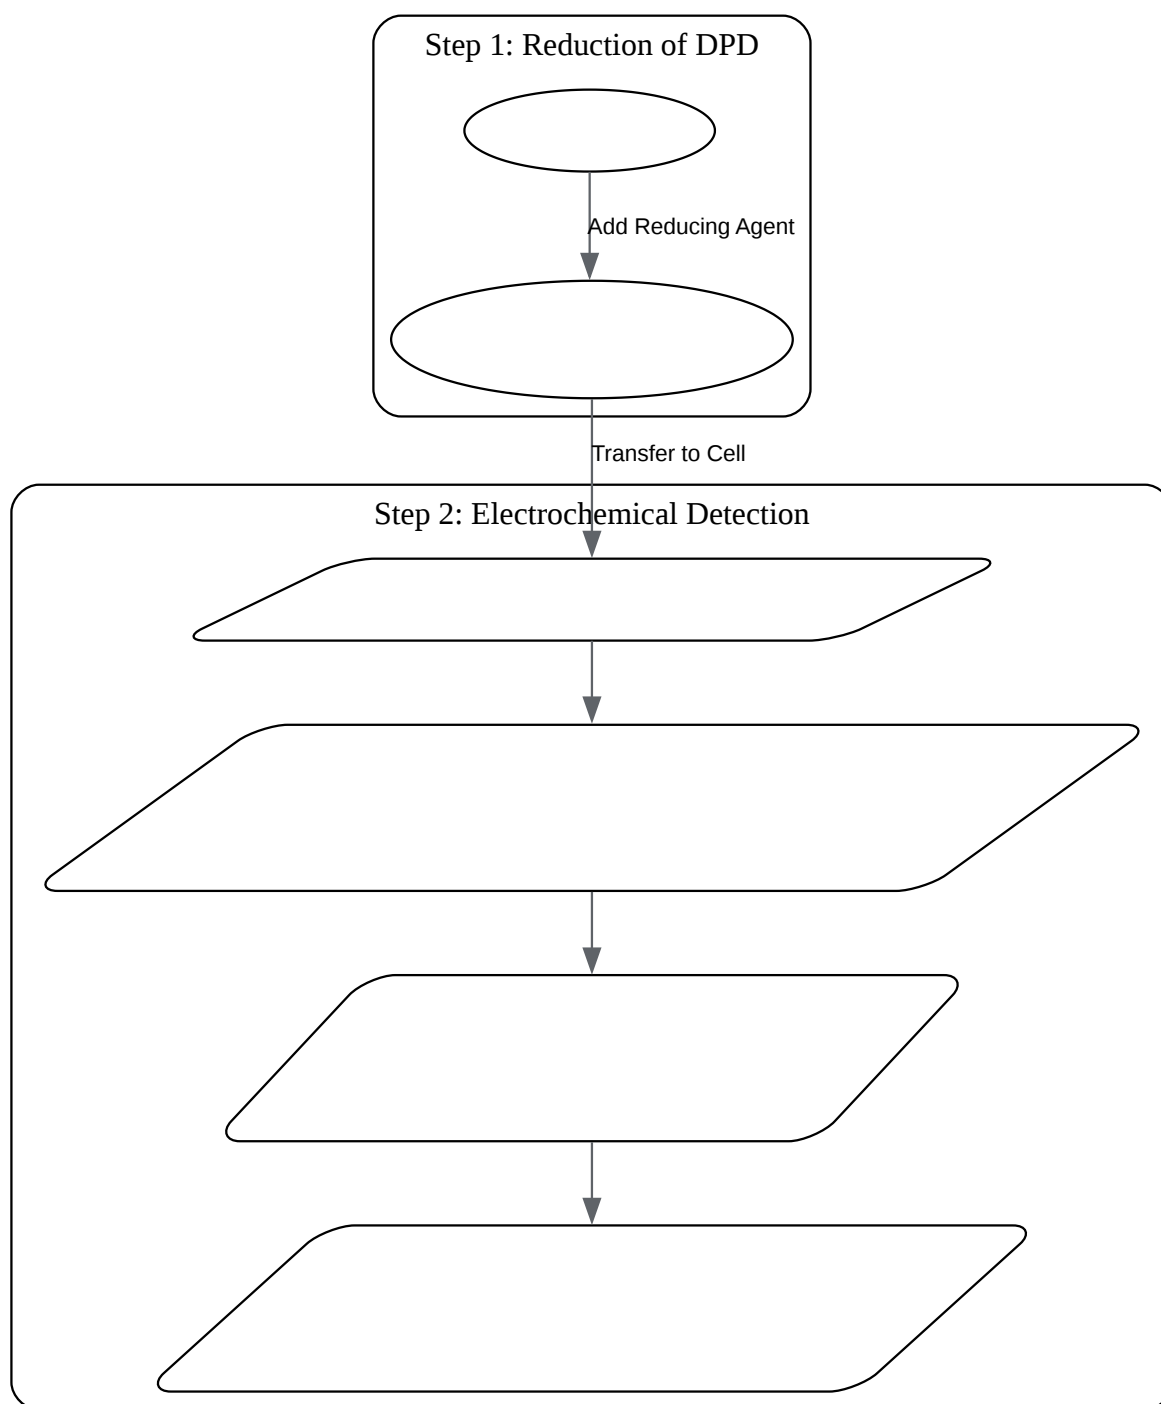 Step 1: Reduction of DPD
Add Reducing Agent
Transfer to Cell
Step 2: Electrochemical Detection